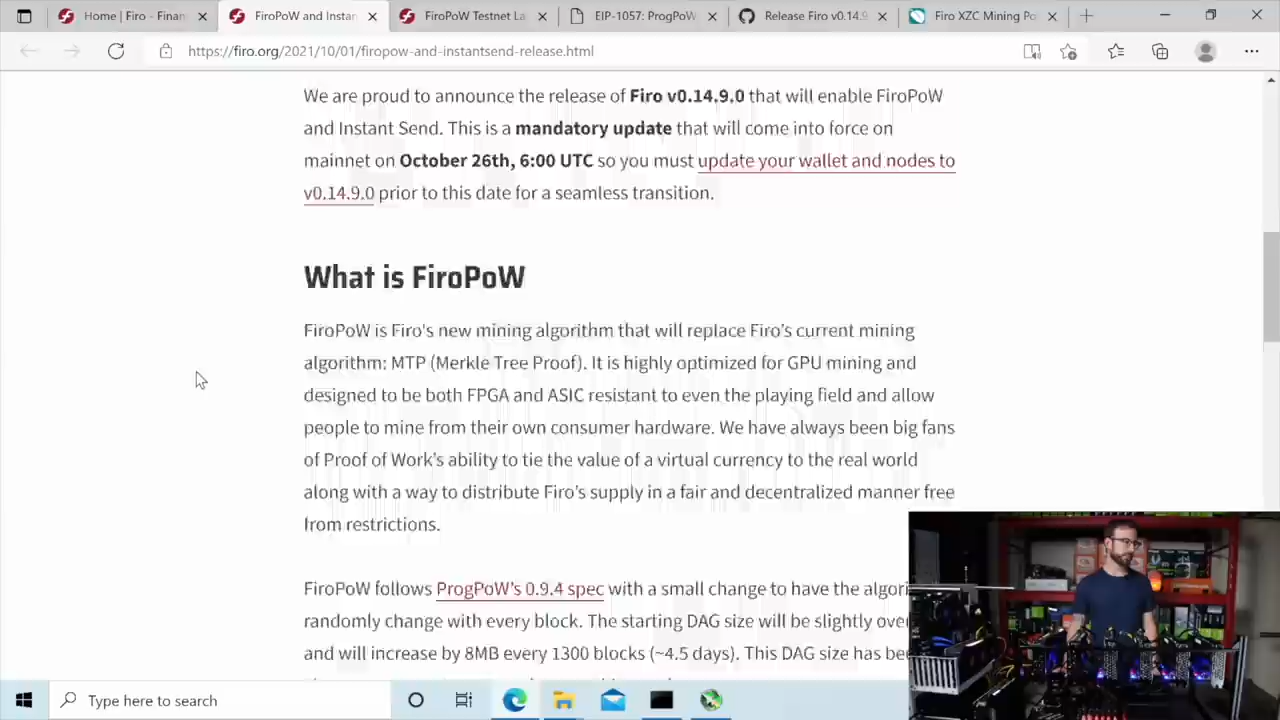 Home | Firo - Finan
FiroPoW and Instan
FiroPoW Testnet La
EIP-1057: ProgPoW
Release Firo v0.14.9
Firo XZC Mining Po
https://firo.org/2021/10/01/firopow-and-instantsend-release.html
We are proud to announce the release of Firo v0.14.9.0 that will enable FiroPoW
and Instant Send. This is a mandatory update that will come into force on
mainnet on October 26th, 6:00 UTC so you must update your wallet and nodes to
v0.14.9.0 prior to this date for a seamless transition.
What is FiroPoW
FiroPoW is Firo's new mining algorithm that will replace Firo's current mining
algorithm: MTP (Merkle Tree Proof). It is highly optimized for GPU mining and
designed to be both FPGA and ASIC resistant to even the playing field and allow
people to mine from their own consumer hardware. We have always been big fans
of Proof of Work's ability to tie the value of a virtual currency to the real world
along with a way to distribute Firo's supply in a fair and decentralized manner free
from restrictions.
FiroPoW follows ProgPoW's 0.9.4 spec with a small change to have the algori
randomly change with every block. The starting DAG size will be slightly ove
and will increase by 8MB every 1300 blocks (~4.5 days). This DAG size has bee
Type here to search